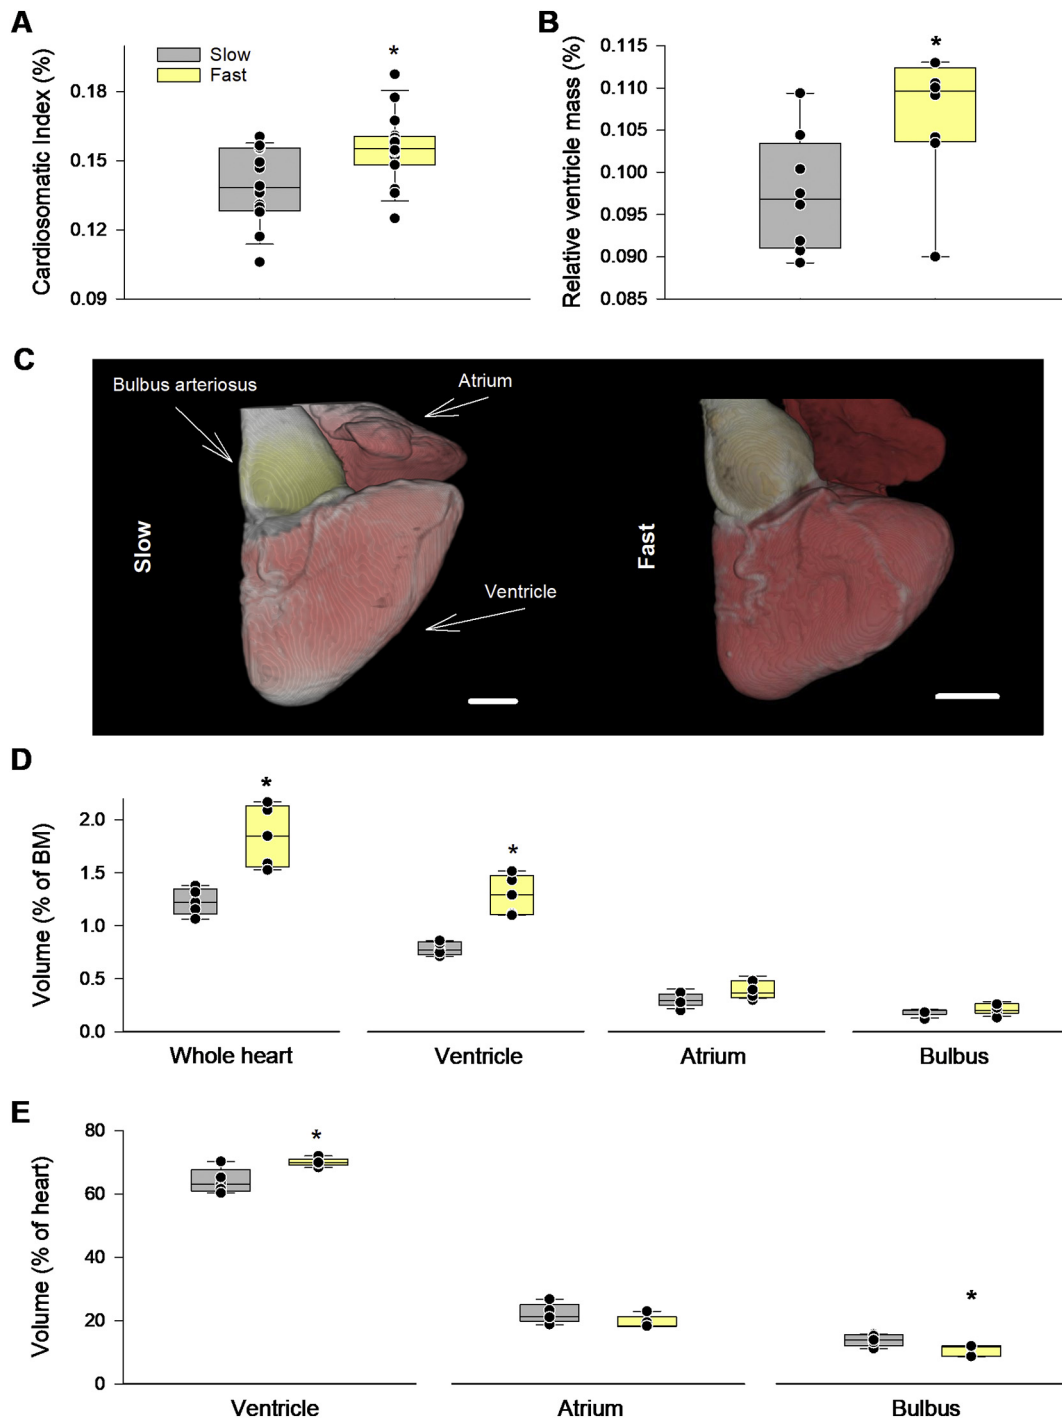 A
Cardiosomatic Index (%)
0.18
0.15
0.12
0.09
Slow
Fast
*
B
Relative ventricle mass (%)
0.115
0.110
0.105
0.100
0.095
0.090
0.085
*
C
Bulbus arteriosus
Atrium
Slow
Ventricle
Fast
D
Volume (% of BM)
2.0
1.5
1.0
0.5
0.0
*
*
Whole heart
Ventricle
Atrium
Bulbus
E
Volume (% of heart)
80
60
40
20
0
*
*
Ventricle
Atrium
Bulbus